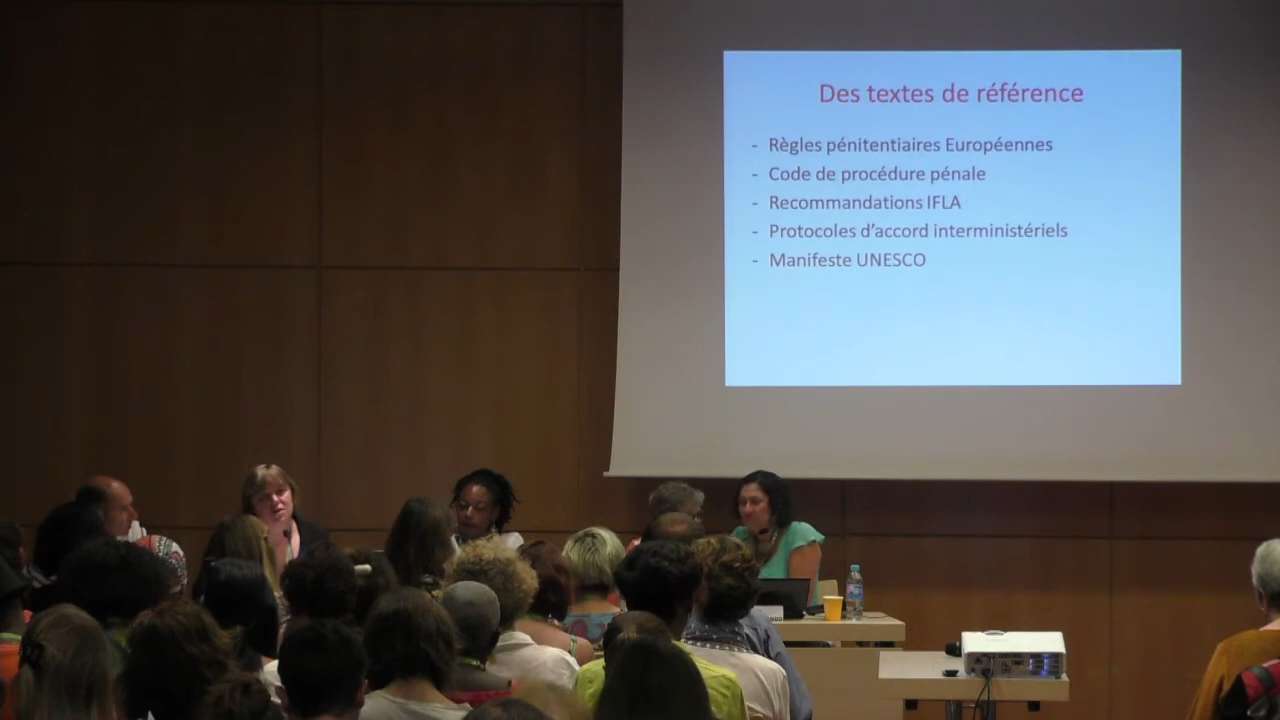 Des textes de référence
- Règles pénitentiaires Européennes
- Code de procédure pénale
- Recommandations IFLA
- Protocoles d’accord interministériels
- Manifeste UNESCO